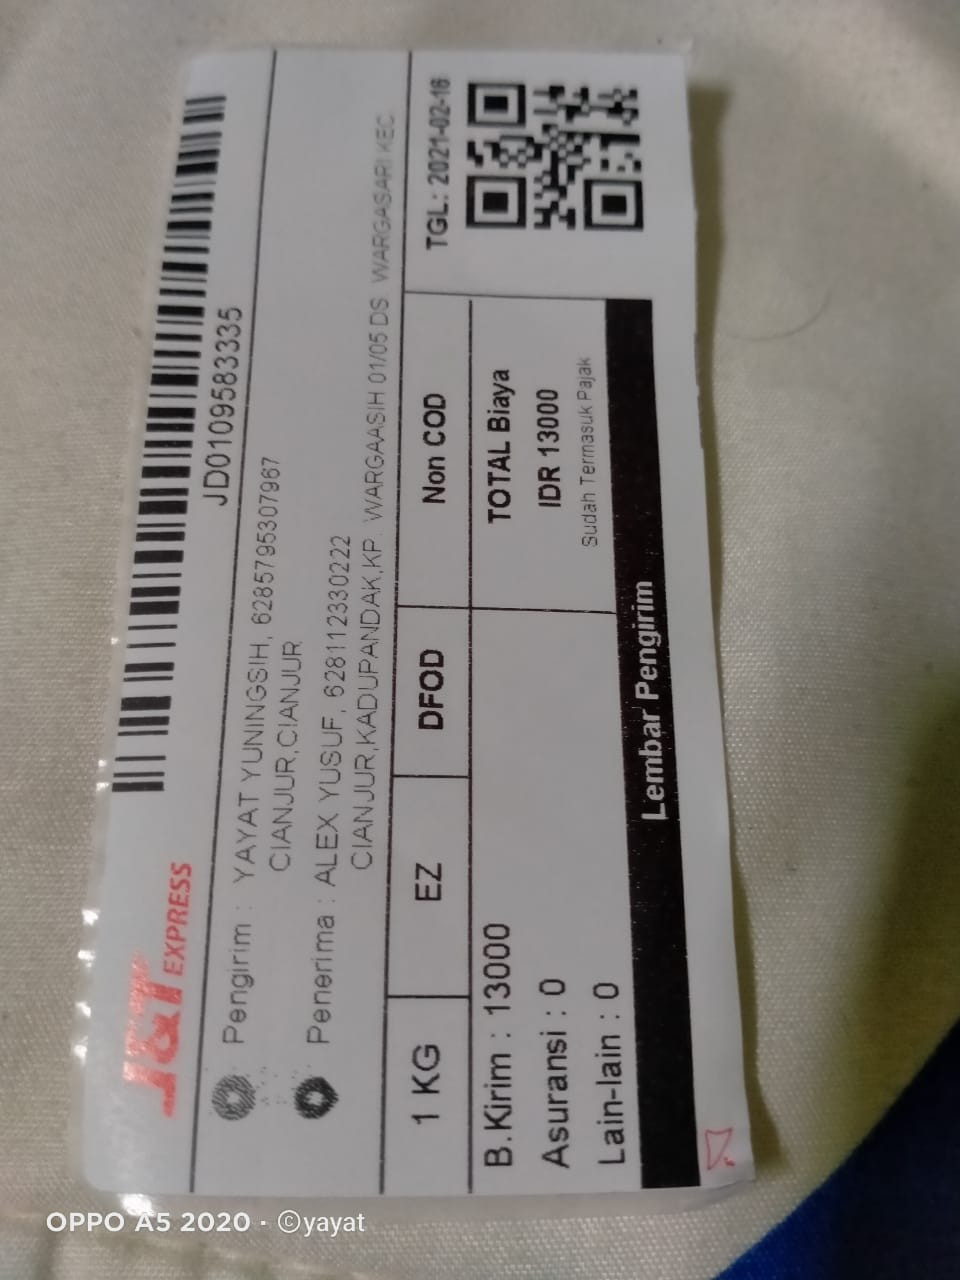 J&T EXPRESS
JD0109583335
Pengirim : YAYAT YUNINGSIH, 6285795307967
CIANJUR,CIANJUR
Penerima : ALEX YUSUF, 628112330222
CIANJUR,KADUPANDAK,KP. WARGAASIH 01/05 DS WARGASARI KEC.
1 KG EZ DFOD Non COD
TGL.: 2021-02-16
B.Kirim : 13000
Asuransi : 0
Lain-lain : 0
TOTAL Biaya
IDR 13000
Sudah Termasuk Pajak
Lembar Pengirim
OPPO A5 2020 · ©yayat